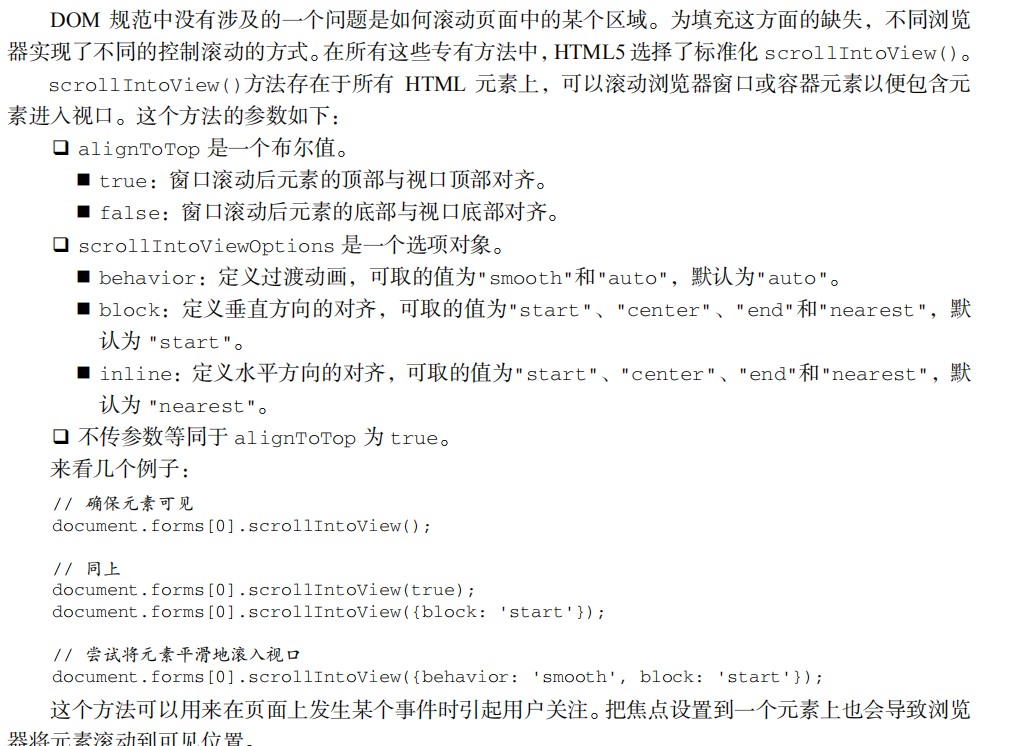 DOM 规范中没有涉及的一个问题是如何滚动页面中的某个区域。为填充这方面的缺失，不同浏览
器实现了不同的控制滚动的方式。在所有这些专有方法中，HTML5 选择了标准化 scrollIntoView()。
scrollIntoView()方法存在于所有 HTML 元素上，可以滚动浏览器窗口或容器元素以便包含元
素进入视口。这个方法的参数如下：
❑ alignToTop 是一个布尔值。
■ true：窗口滚动后元素的顶部与视口顶部对齐。
■ false：窗口滚动后元素的底部与视口底部对齐。
❑ scrollIntoViewOptions 是一个选项对象。
■ behavior：定义过渡动画，可取的值为"smooth"和"auto"，默认为"auto"。
■ block：定义垂直方向的对齐，可取的值为"start"、"center"、"end"和"nearest"，默
认为 "start"。
■ inline：定义水平方向的对齐，可取的值为"start"、"center"、"end"和"nearest"，默
认为 "nearest"。
❑ 不传参数等同于 alignToTop 为 true。
来看几个例子：
// 确保元素可见
document.forms[0].scrollIntoView();
// 同上
document.forms[0].scrollIntoView(true);
document.forms[0].scrollIntoView({block: 'start'});
// 尝试将元素平滑地滚入视口
document.forms[0].scrollIntoView({behavior: 'smooth', block: 'start'});
这个方法可以用来在页面上发生某个事件时引起用户关注。把焦点设置到一个元素上也会导致浏览
器将元素滚动到可见位置。